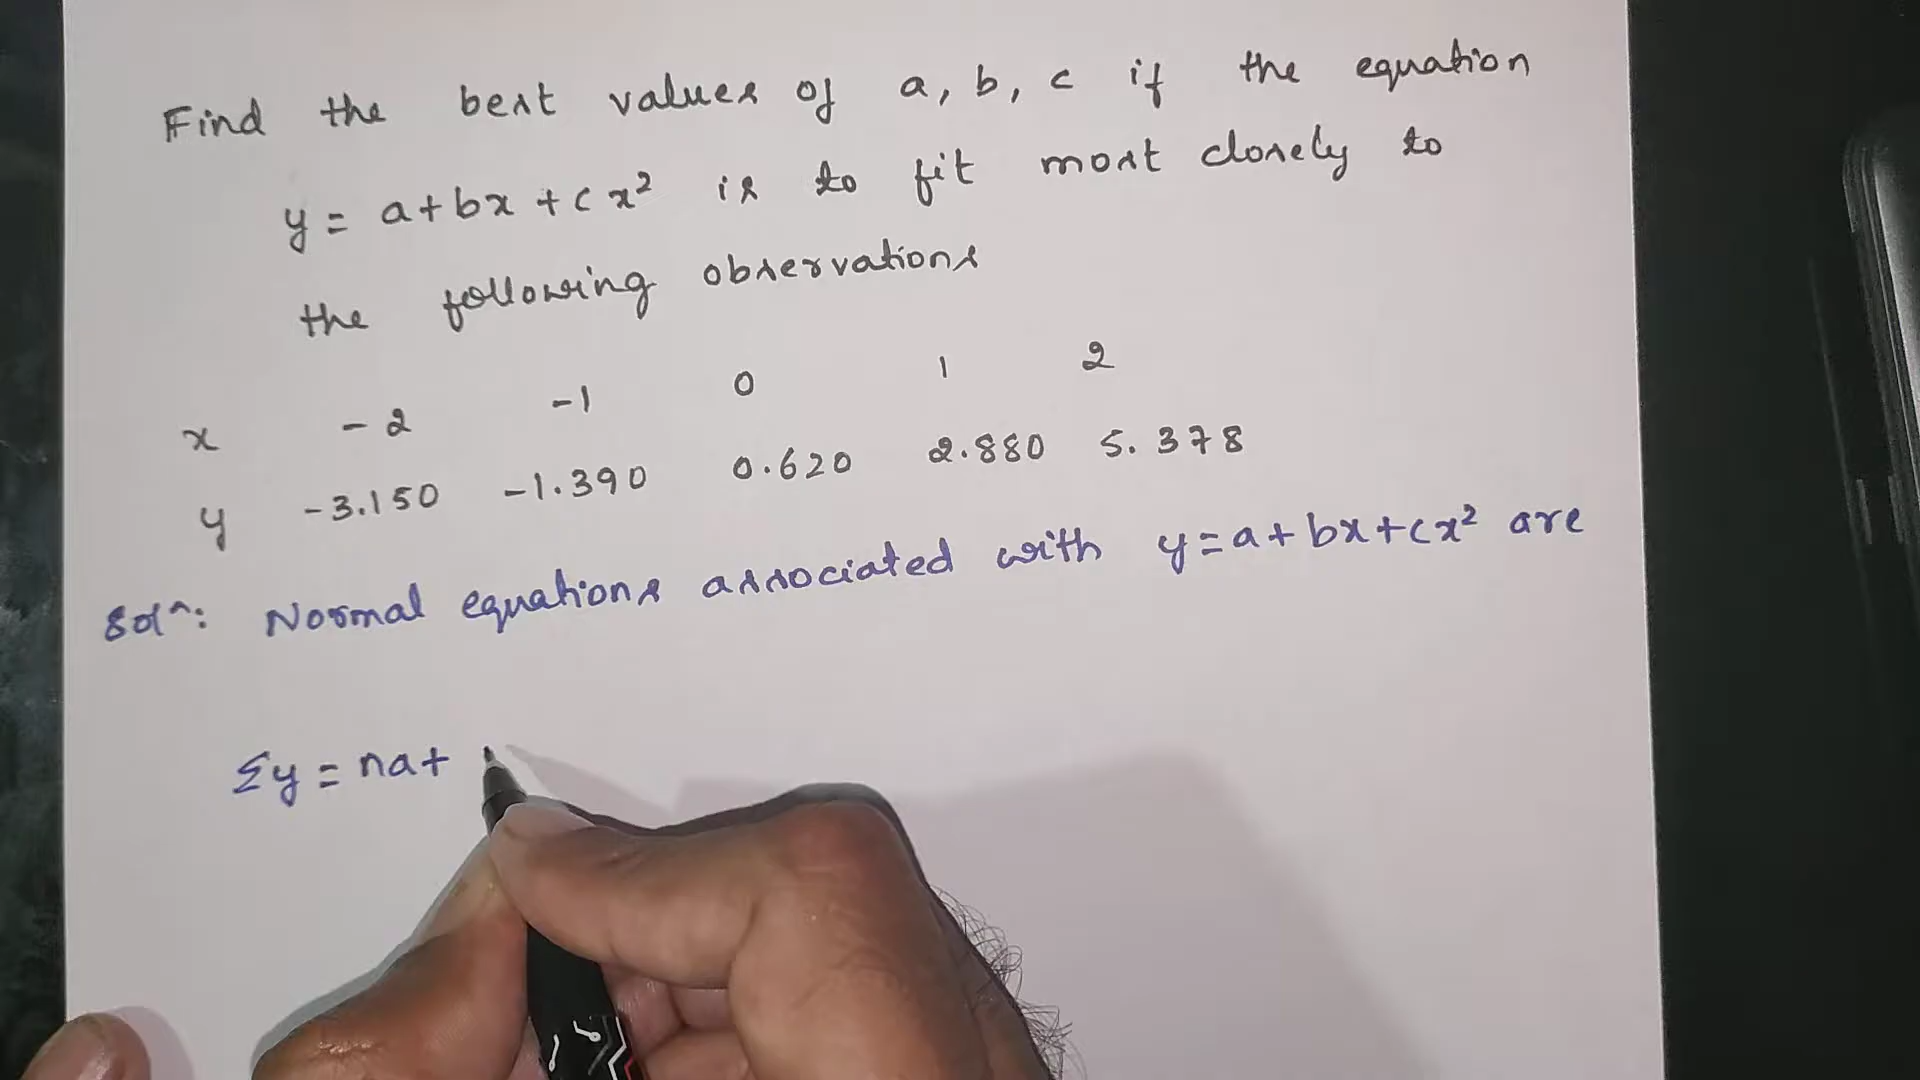 Find the best values of a, b, c if the equation
y = a+bx +cx² is to fit most closely to
the following observations
x -2 -1 0 1 2
y -3.150 -1.390 0.620 2.880 5.378
Solⁿ: Normal equations associated with y=a+bx+cx² are
Σy = na+